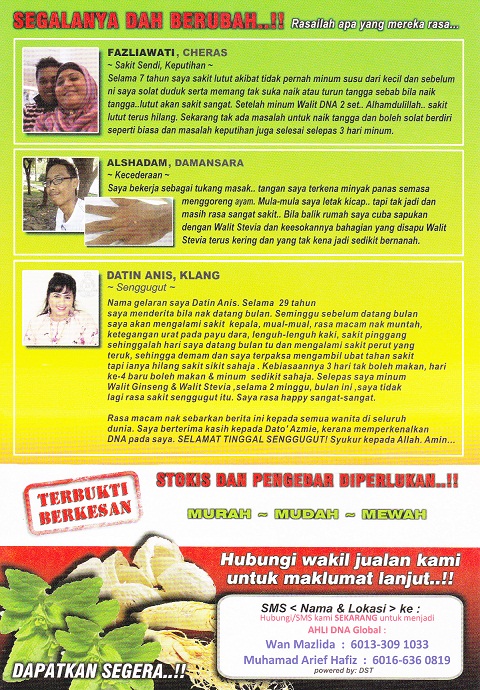 SEGALANYA DAH BERUBAH..!! Rasailah apa yang mereka rasa...
FAZLIAWATI, CHERAS
~ Sakit Sendi, Keputihan ~
Selama 7 tahun saya sakit lutut akibat tidak pernah minum susu dari kecil dan sebelum
ni saya solat duduk serta memang tak suka naik atau turun tangga sebab bila naik
tangga..lutut akan sakit sangat. Setelah minum Walit DNA 2 set.. Alhamdulillah.. sakit
lutut terus hilang. Sekarang tak ada masalah untuk naik tangga dan boleh solat berdiri
seperti biasa dan masalah keputihan juga selesai selepas 3 hari minum.
ALSHADAM, DAMANSARA
~ Kecederaan ~
Saya bekerja sebagai tukang masak.. tangan saya terkena minyak panas semasa
menggoreng ayam. Mula-mula saya letak kicap.. tapi tak jadi dan
masih rasa sangat sakit.. Bila balik rumah saya cuba sapukan
dengan Walit Stevia dan keesokannya bahagian yang disapu Walit
Stevia terus kering dan yang tak kena jadi sedikit bernanah.
DATIN ANIS, KLANG
~ Senggugut ~
Nama gelaran saya Datin Anis. Selama 29 tahun
saya menderita bila nak datang bulan. Seminggu sebelum datang bulan
saya akan mengalami sakit kepala, mual-mual, rasa macam nak muntah,
ketegangan urat pada payu dara, lenguh-lenguh kaki, sakit pinggang
sehinggalah hari saya datang bulan tu dan mengalami sakit perut yang
teruk, sehingga demam dan saya terpaksa mengambil ubat tahan sakit
tapi ianya hilang sakit sikit sahaja . Kebiasaannya 3 hari tak boleh makan, hari
ke-4 baru boleh makan & minum sedikit sahaja. Selepas saya minum
Walit Ginseng & Walit Stevia ,selama 2 minggu, bulan ini ,saya tidak
lagi rasa sakit senggugut itu. Saya rasa happy sangat-sangat.
Rasa macam nak sebarkan berita ini kepada semua wanita di seluruh
dunia. Saya berterima kasih kepada Dato' Azmie, kerana memperkenalkan
DNA pada saya. SELAMAT TINGGAL SENGGUGUT! Syukur kepada Allah. Amin...
TERBUKTI
BERKESAN
STOKIS DAN PENGEDAR DIPERLUKAN..!!
MURAH ~ MUDAH ~ MEWAH
Hubungi wakil jualan kami
untuk maklumat lanjut..!!
SMS < Nama & Lokasi > ke :
Hubungi/SMS kami SEKARANG untuk menjadi
AHLI DNA Global :
Wan Mazlida : 6013-309 1033
Muhamad Arief Hafiz : 6016-636 0819
powered by: DST
DAPATKAN SEGERA..!!